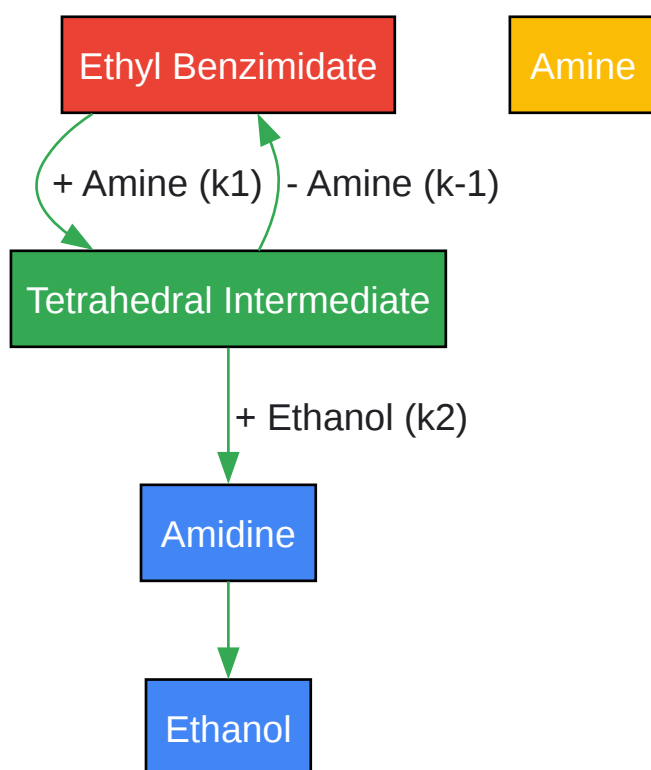 Ethyl Benzimidate
Amine
+ Amine (k1)
- Amine (k-1)
Tetrahedral Intermediate
+ Ethanol (k2)
Amidine
Ethanol